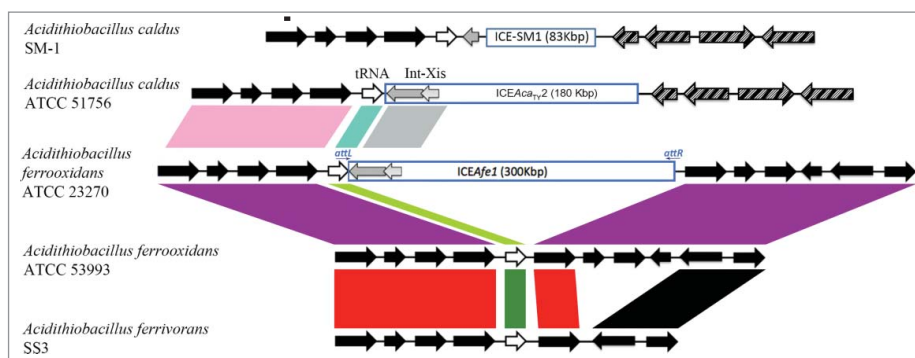 Acidithiobacillus caldus
SM-1
ICE-SM1 (83Kbp)
Acidithiobacillus caldus
ATCC 51756
tRNA
Int-Xis
ICEAcaTY2 (180 Kbp)
Acidithiobacillus
ferrooxidans
ATCC 23270
attL
ICEAfe1 (300Kbp)
attR
Acidithiobacillus ferrooxidans
ATCC 53993
Acidithiobacillus ferrivorans
SS3